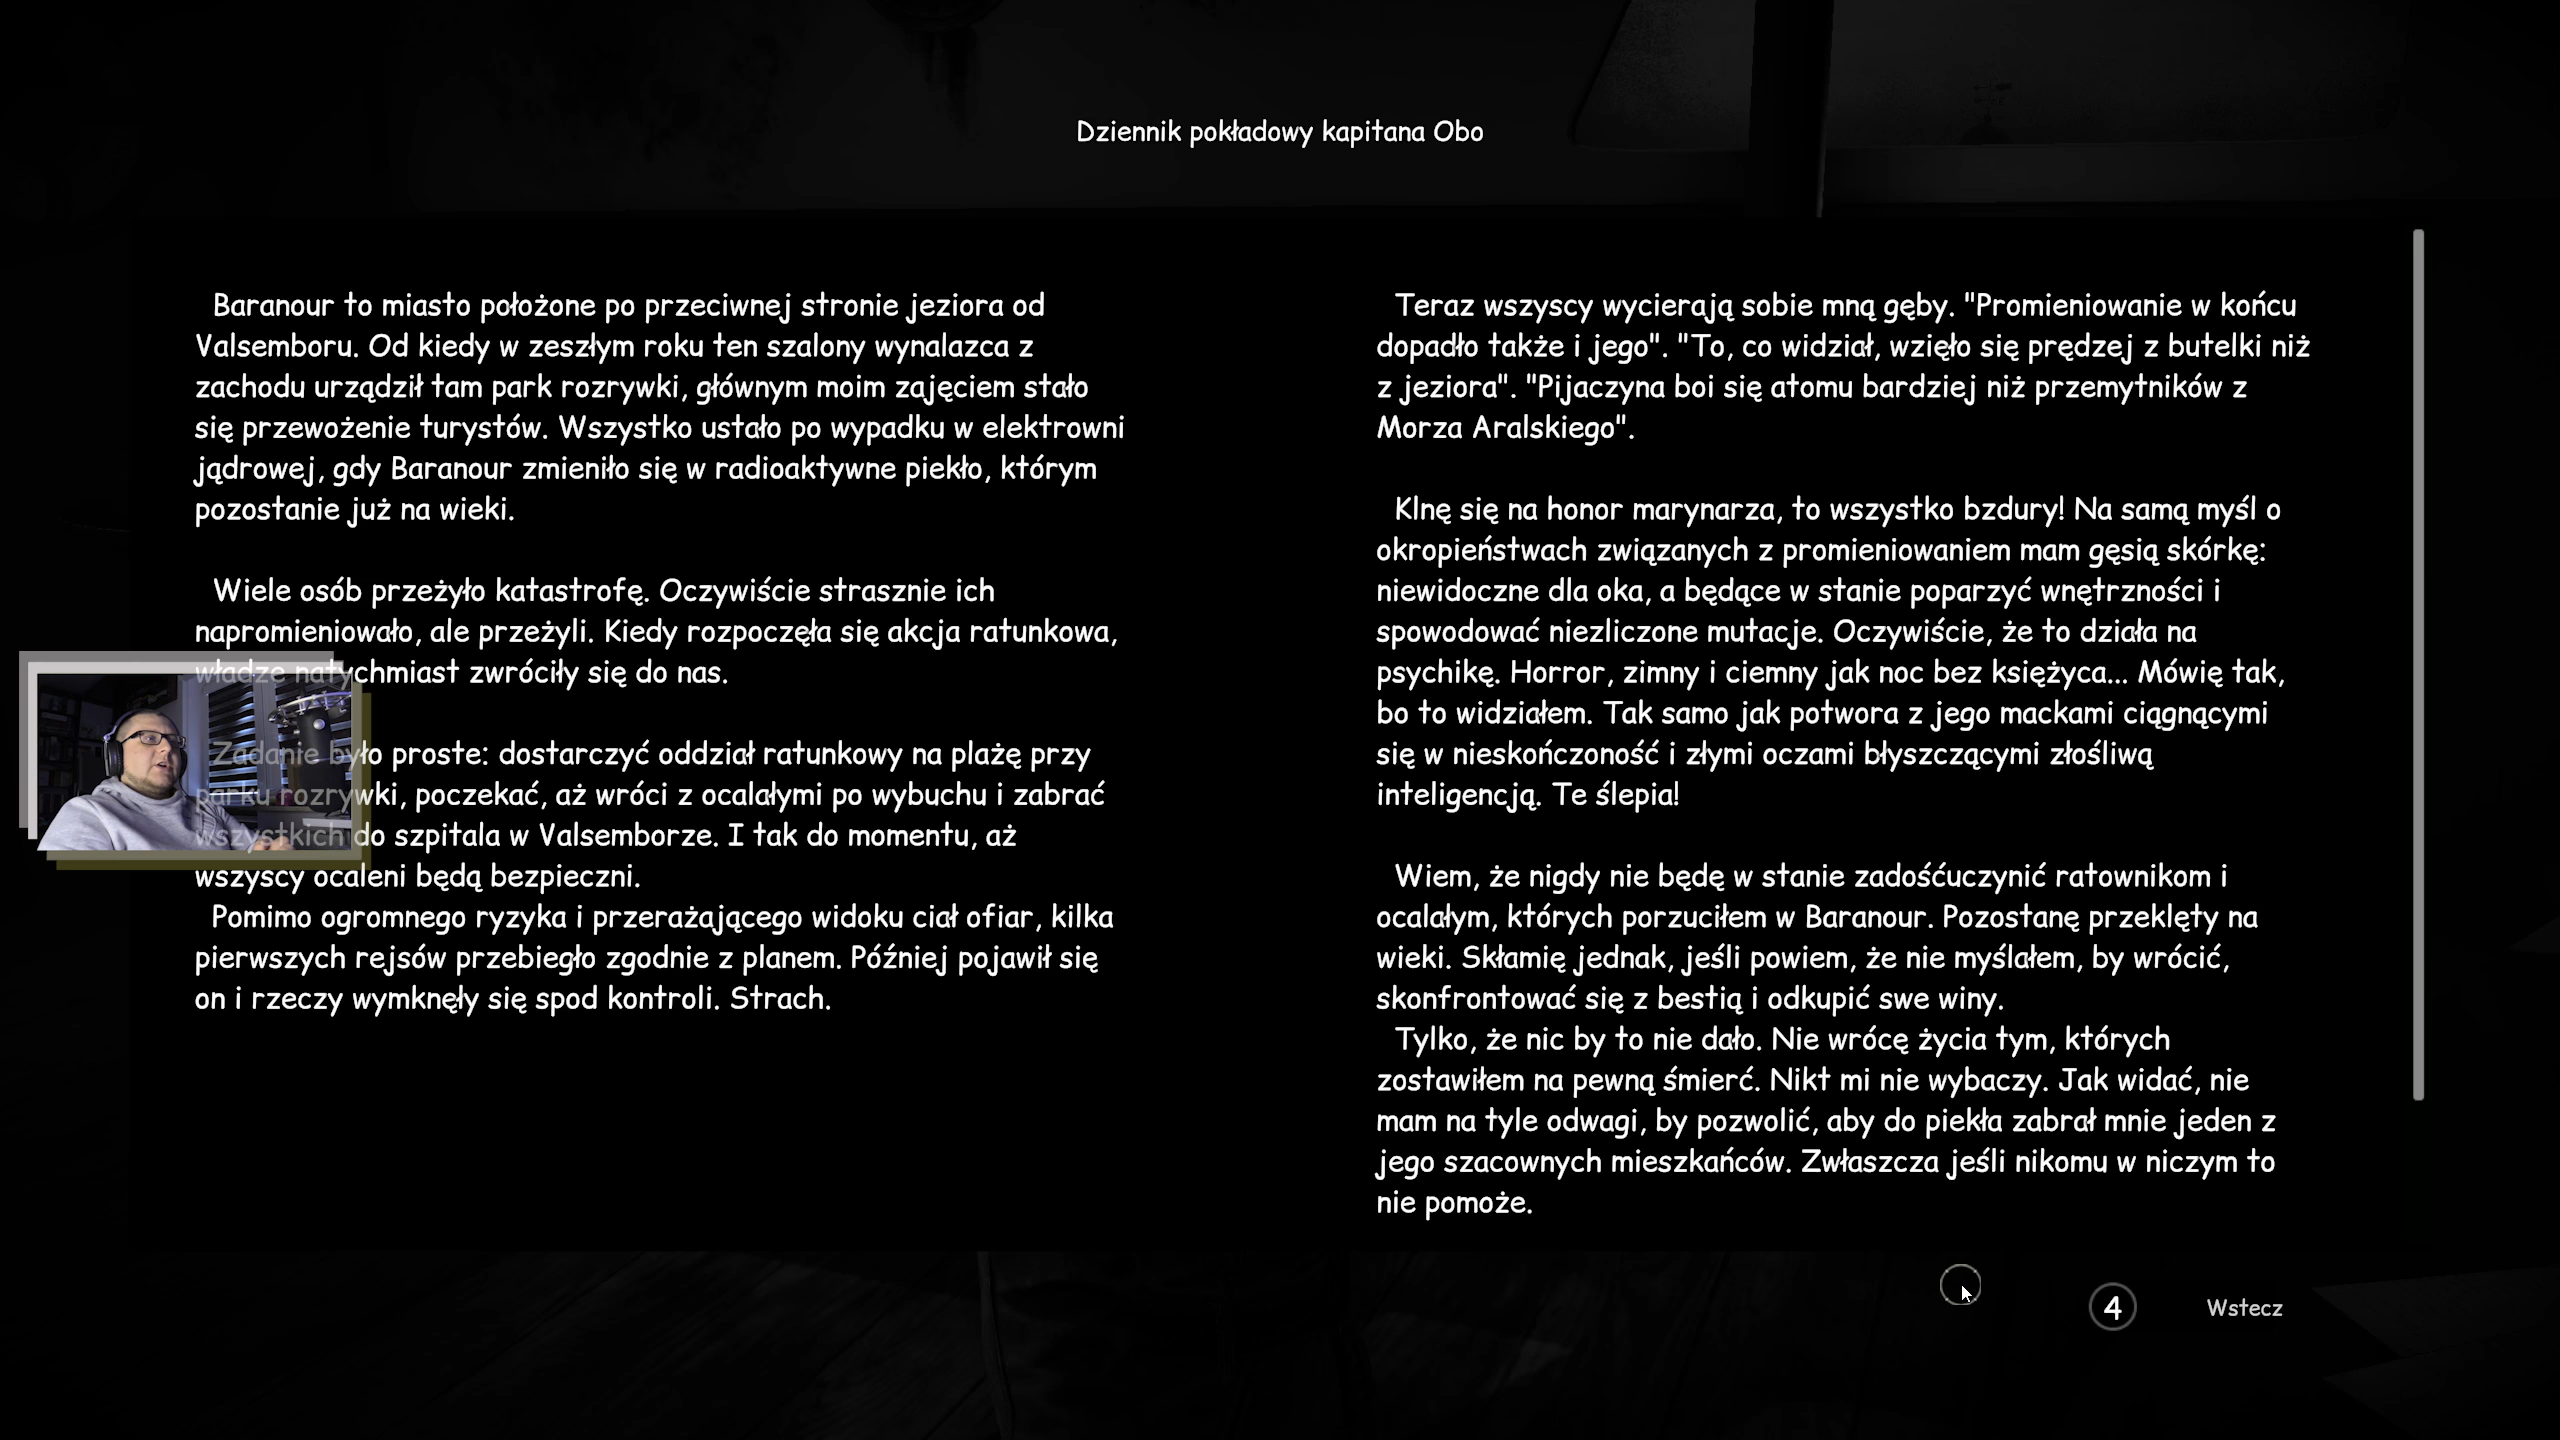 Dziennik pokładowy kapitana Obo
Baranour to miasto położone po przeciwnej stronie jeziora od
Valsemboru. Od kiedy w zeszłym roku ten szalony wynalazca z
zachodu urządził tam park rozrywki, głównym moim zajęciem stało
się przewożenie turystów. Wszystko ustało po wypadku w elektrowni
jądrowej, gdy Baranour zmieniło się w radioaktywne piekło, którym
pozostanie już na wieki.
Wiele osób przeżyło katastrofę. Oczywiście strasznie ich
napromieniowało, ale przeżyli. Kiedy rozpoczęła się akcja ratunkowa,
władze natychmiast zwróciły się do nas.
Zadanie było proste: dostarczyć oddział ratunkowy na plażę przy
parku rozrywki, poczekać, aż wróci z ocalałymi po wybuchu i zabrać
wszystkich do szpitala w Valsemborze. I tak do momentu, aż
wszyscy ocaleni będą bezpieczni.
Pomimo ogromnego ryzyka i przerażającego widoku ciał ofiar, kilka
pierwszych rejsów przebiegło zgodnie z planem. Później pojawił się
on i rzeczy wymknęły się spod kontroli. Strach.
Teraz wszyscy wycierają sobie mną gęby. "Promieniowanie w końcu
dopadło także i jego". "To, co widział, wzięło się prędzej z butelki niż
z jeziora". "Pijaczyna boi się atomu bardziej niż przemytników z
Morza Aralskiego".
Klnę się na honor marynarza, to wszystko bzdury! Na samą myśl o
okropieństwach związanych z promieniowaniem mam gęsią skórkę:
niewidoczne dla oka, a będące w stanie poparzyć wnętrzności i
spowodować niezliczone mutacje. Oczywiście, że to działa na
psychikę. Horror, zimny i ciemny jak noc bez księżyca... Mówię tak,
bo to widziałem. Tak samo jak potwora z jego mackami ciągnącymi
się w nieskończoność i złymi oczami błyszczącymi złośliwą
inteligencją. Te ślepia!
Wiem, że nigdy nie będę w stanie zadośćuczynić ratownikom i
ocalałym, których porzuciłem w Baranour. Pozostanę przeklęty na
wieki. Skłamię jednak, jeśli powiem, że nie myślałem, by wrócić,
skonfrontować się z bestią i odkupić swe winy.
Tylko, że nic by to nie dało. Nie wrócę życia tym, których
zostawiłem na pewną śmierć. Nikt mi nie wybaczy. Jak widać, nie
mam na tyle odwagi, by pozwolić, aby do piekła zabrał mnie jeden z
jego szacownych mieszkańców. Zwłaszcza jeśli nikomu w niczym to
nie pomoże.
4 Wstecz